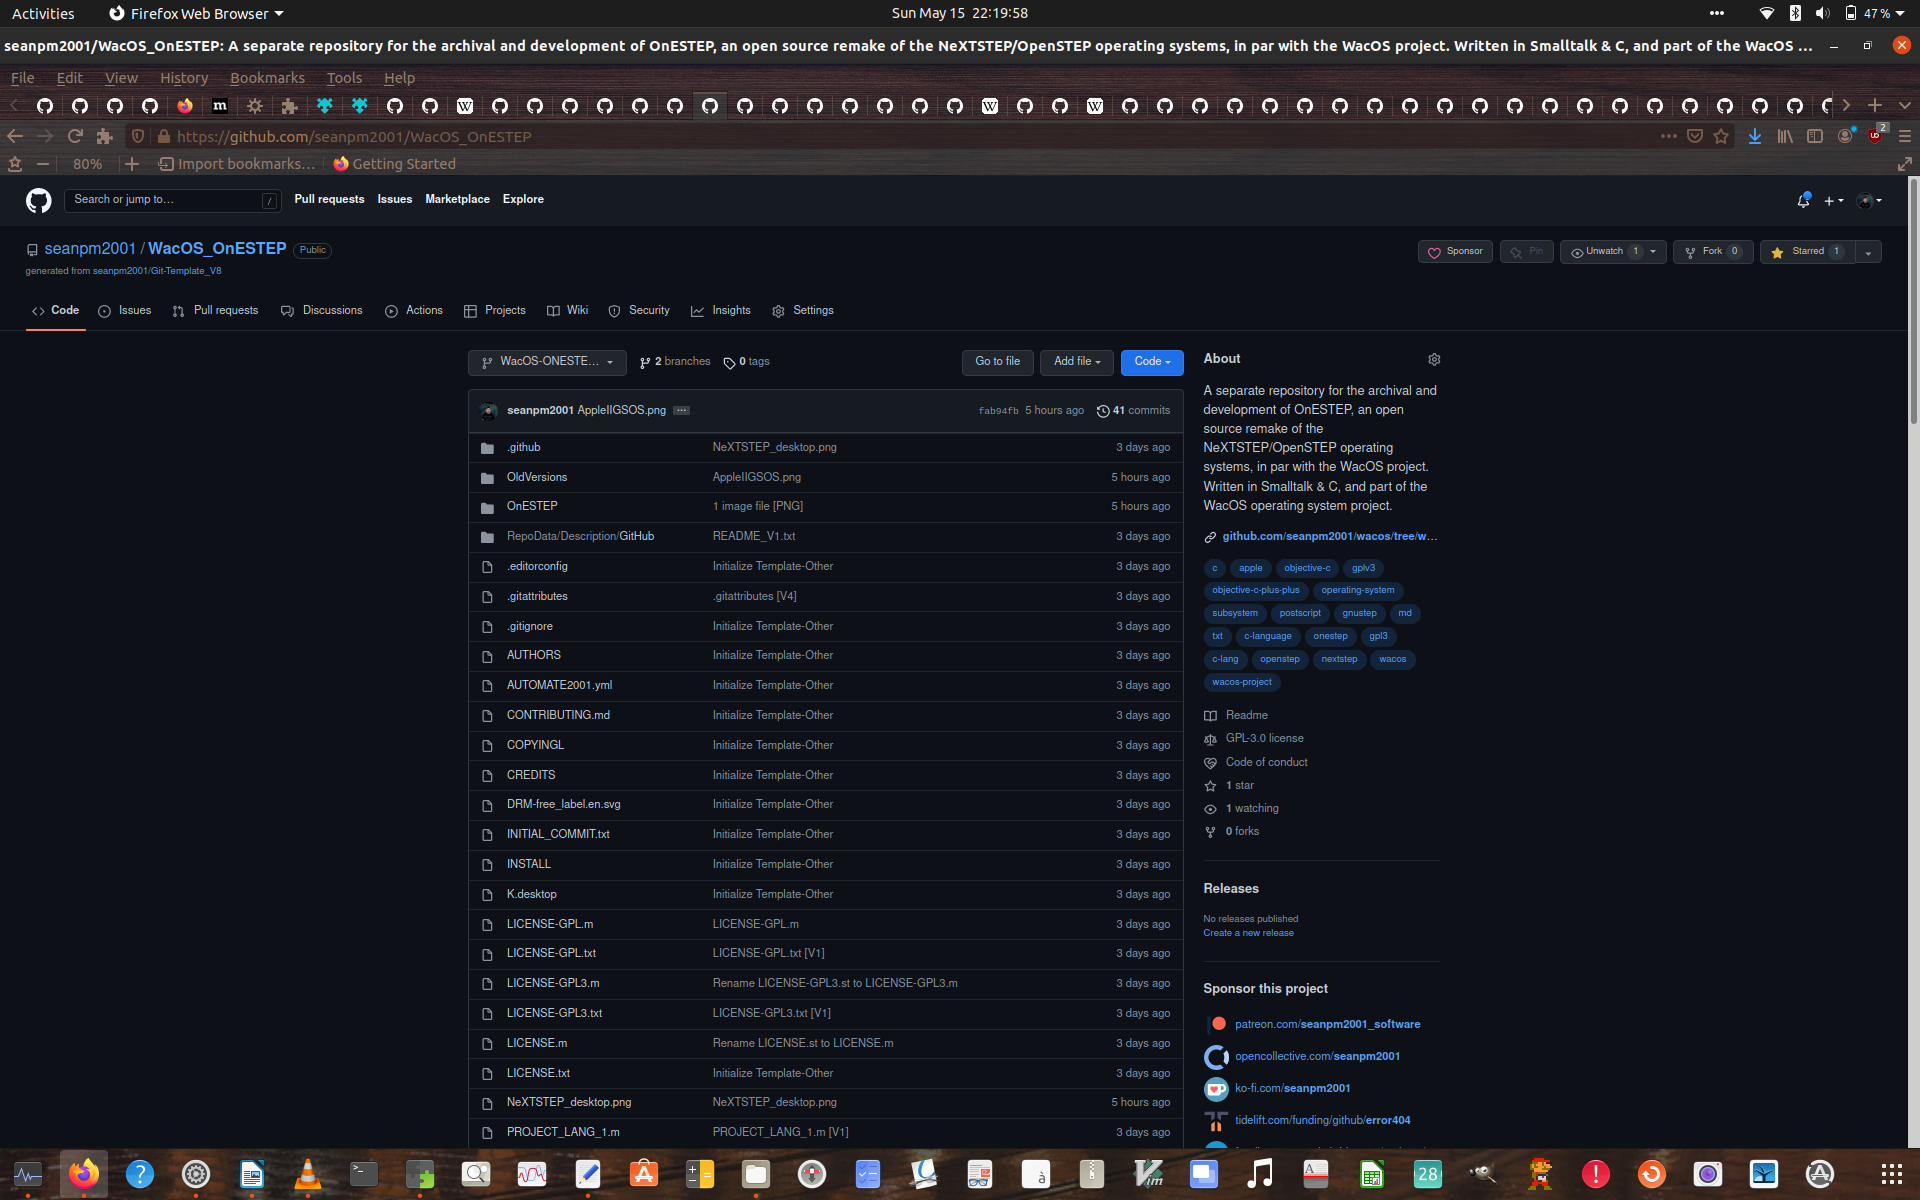 Activities
Firefox Web Browser
Sun May 15 22:19:58
47 %
seanpm2001/WacOS_OnESTEP: A separate repository for the archival and development of OnESTEP, an open source remake of the NeXTSTEP/OpenSTEP operating systems, in par with the WacOS project. Written in Smalltalk & C, and part of the WacOS ...
File Edit View History Bookmarks Tools Help
https://github.com/seanpm2001/WacOS_OnESTEP
2
80%
Import bookmarks...
Getting Started
Search or jump to...
/
Pull requests Issues Marketplace Explore
seanpm2001 / WacOS_OnESTEP Public
Sponsor Pin Unwatch 1 Fork 0 Starred 1
generated from seanpm2001/Git-Template_V8
Code Issues Pull requests Discussions Actions Projects Wiki Security Insights Settings
WacOS-ONESTE... 2 branches 0 tags Go to file Add file Code
seanpm2001 AppleIIGSOS.png ... fab94fb 5 hours ago 41 commits
.github NeXTSTEP_desktop.png 3 days ago
OldVersions AppleIIGSOS.png 5 hours ago
OnESTEP 1 image file [PNG] 5 hours ago
RepoData/Description/GitHub README_V1.txt 3 days ago
.editorconfig Initialize Template-Other 3 days ago
.gitattributes .gitattributes [V4] 3 days ago
.gitignore Initialize Template-Other 3 days ago
AUTHORS Initialize Template-Other 3 days ago
AUTOMATE2001.yml Initialize Template-Other 3 days ago
CONTRIBUTING.md Initialize Template-Other 3 days ago
COPYINGL Initialize Template-Other 3 days ago
CREDITS Initialize Template-Other 3 days ago
DRM-free_label.en.svg Initialize Template-Other 3 days ago
INITIAL_COMMIT.txt Initialize Template-Other 3 days ago
INSTALL Initialize Template-Other 3 days ago
K.desktop Initialize Template-Other 3 days ago
LICENSE-GPL.m LICENSE-GPL.m 3 days ago
LICENSE-GPL.txt LICENSE-GPL.txt [V1] 3 days ago
LICENSE-GPL3.m Rename LICENSE-GPL3.st to LICENSE-GPL3.m 3 days ago
LICENSE-GPL3.txt LICENSE-GPL3.txt [V1] 3 days ago
LICENSE.m Rename LICENSE.st to LICENSE.m 3 days ago
LICENSE.txt Initialize Template-Other 3 days ago
NeXTSTEP_desktop.png NeXTSTEP_desktop.png 5 hours ago
PROJECT_LANG_1.m PROJECT_LANG_1.m [V1] 3 days ago
About
A separate repository for the archival and
development of OnESTEP, an open
source remake of the
NeXTSTEP/OpenSTEP operating
systems, in par with the WacOS project.
Written in Smalltalk & C, and part of the
WacOS operating system project.
github.com/seanpm2001/wacos/tree/w...
c apple objective-c gplv3
objective-c-plus-plus operating-system
subsystem postscript gnustep md
txt c-language onestep gpl3
c-lang openstep nextstep wacos
wacos-project
Readme
GPL-3.0 license
Code of conduct
1 star
1 watching
0 forks
Releases
No releases published
Create a new release
Sponsor this project
patreon.com/seanpm2001_software
opencollective.com/seanpm2001
ko-fi.com/seanpm2001
tidelift.com/funding/github/error404
28